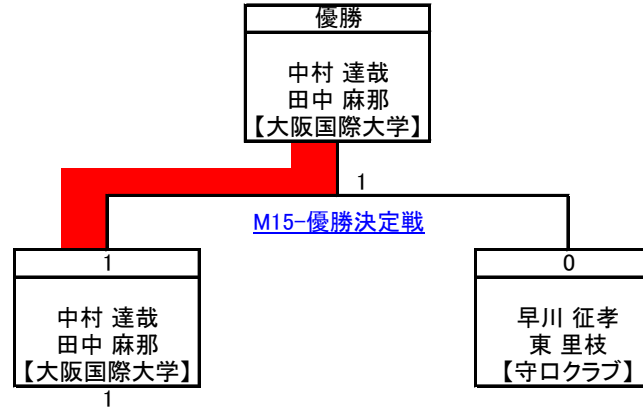 優勝
中村 達哉
田中 麻那
【大阪国際大学】
1
M15-優勝決定戦
1
中村 達哉
田中 麻那
【大阪国際大学】
1
0
早川 征孝
東 里枝
【守口クラブ】